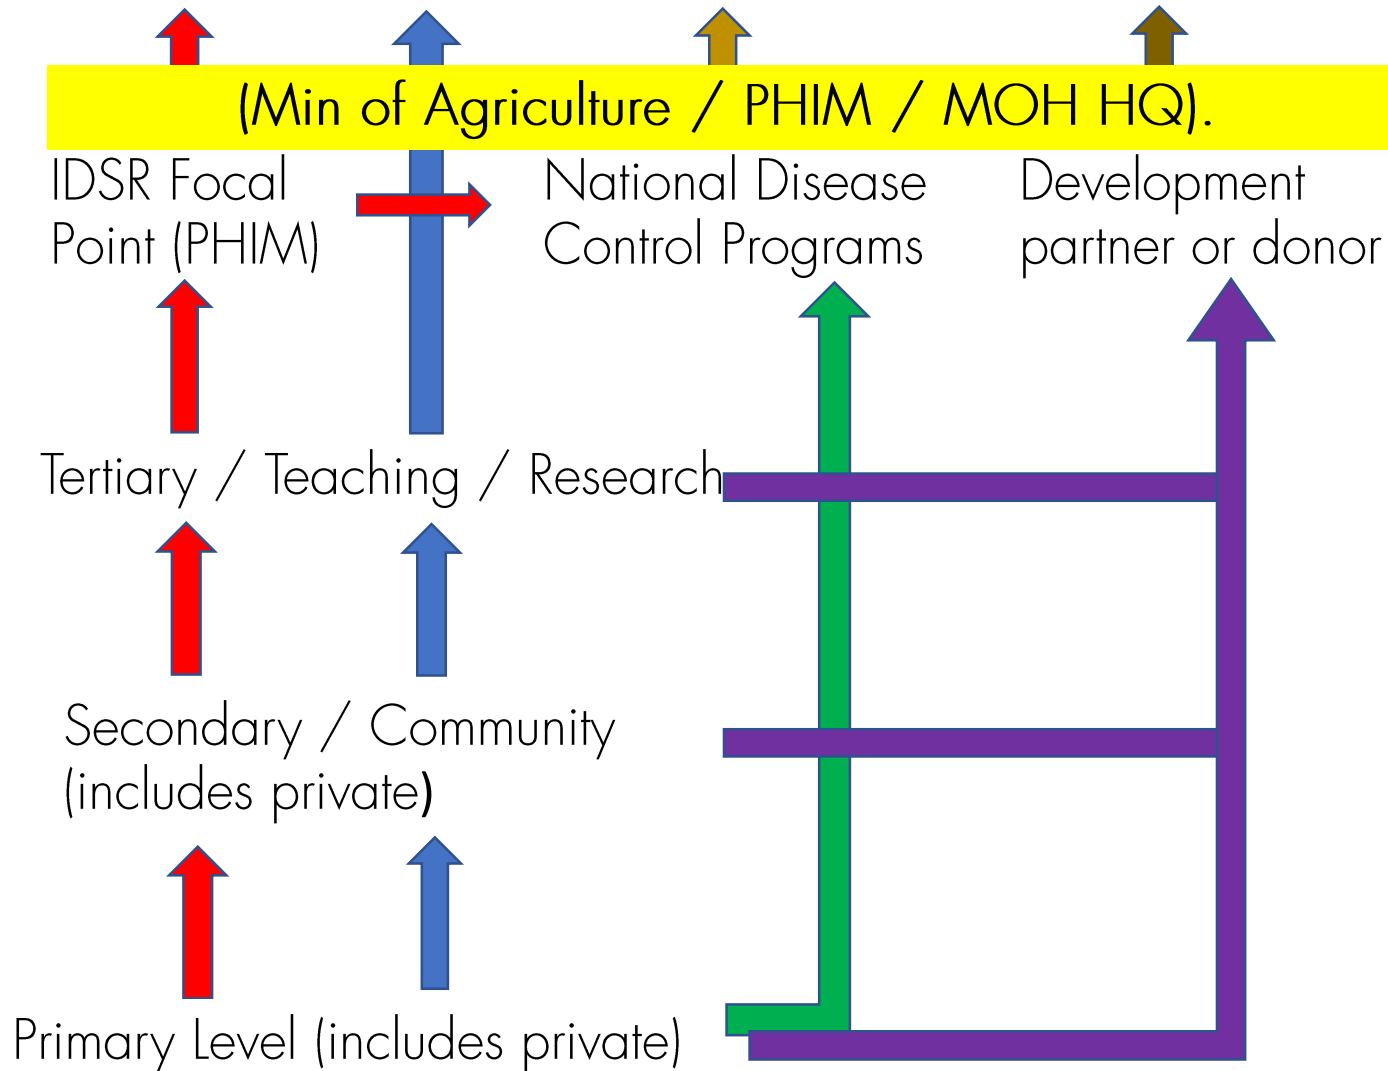 (Min of Agriculture / PHIM / MOH HQ).
IDSR Focal
Point (PHIM)
National Disease
Control Programs
Development
partner or donor
Tertiary / Teaching / Research
Secondary / Community
(includes private)
Primary Level (includes private)